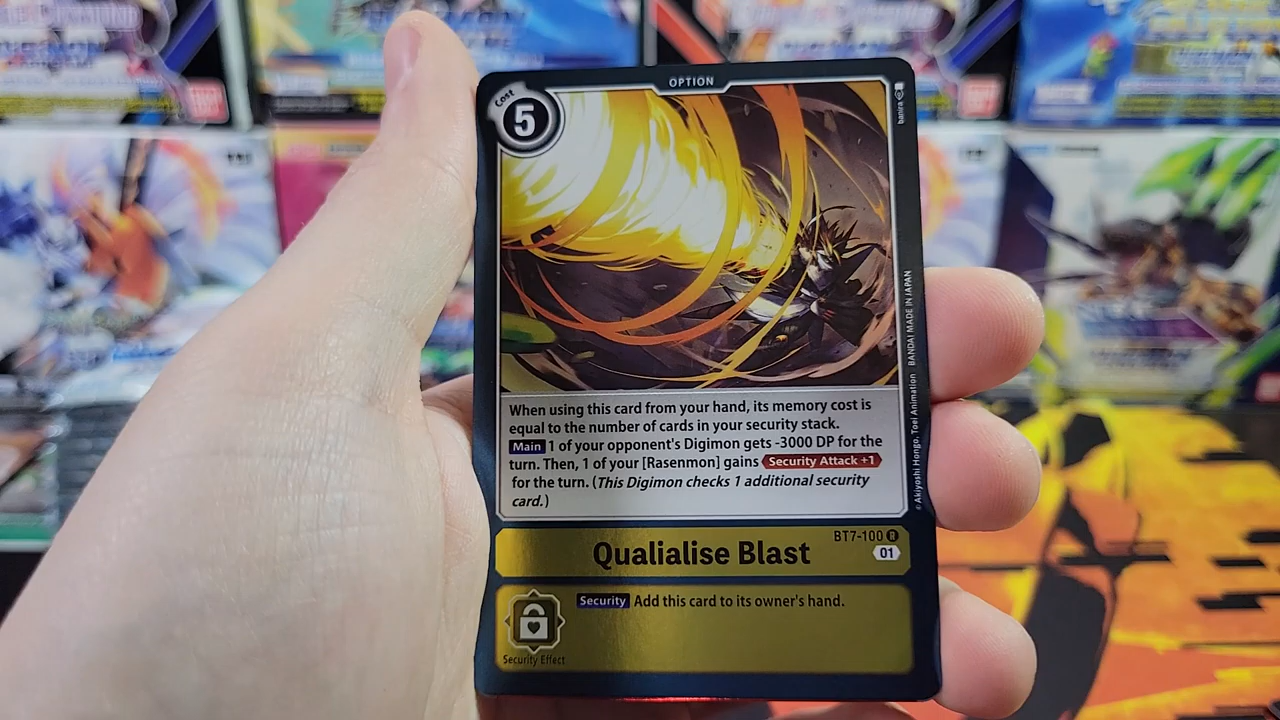 OPTION
Cost
5
banira
When using this card from your hand, its memory cost is
equal to the number of cards in your security stack.
Main 1 of your opponent's Digimon gets -3000 DP for the
turn. Then, 1 of your [Rasenmon] gains Security Attack +1
for the turn. (This Digimon checks 1 additional security
card.)
© Akiyoshi Hongo, Toei Animation BANDAI MADE IN JAPAN
BT7-100 R
Qualialise Blast
01
Security Add this card to its owner's hand.
Security Effect